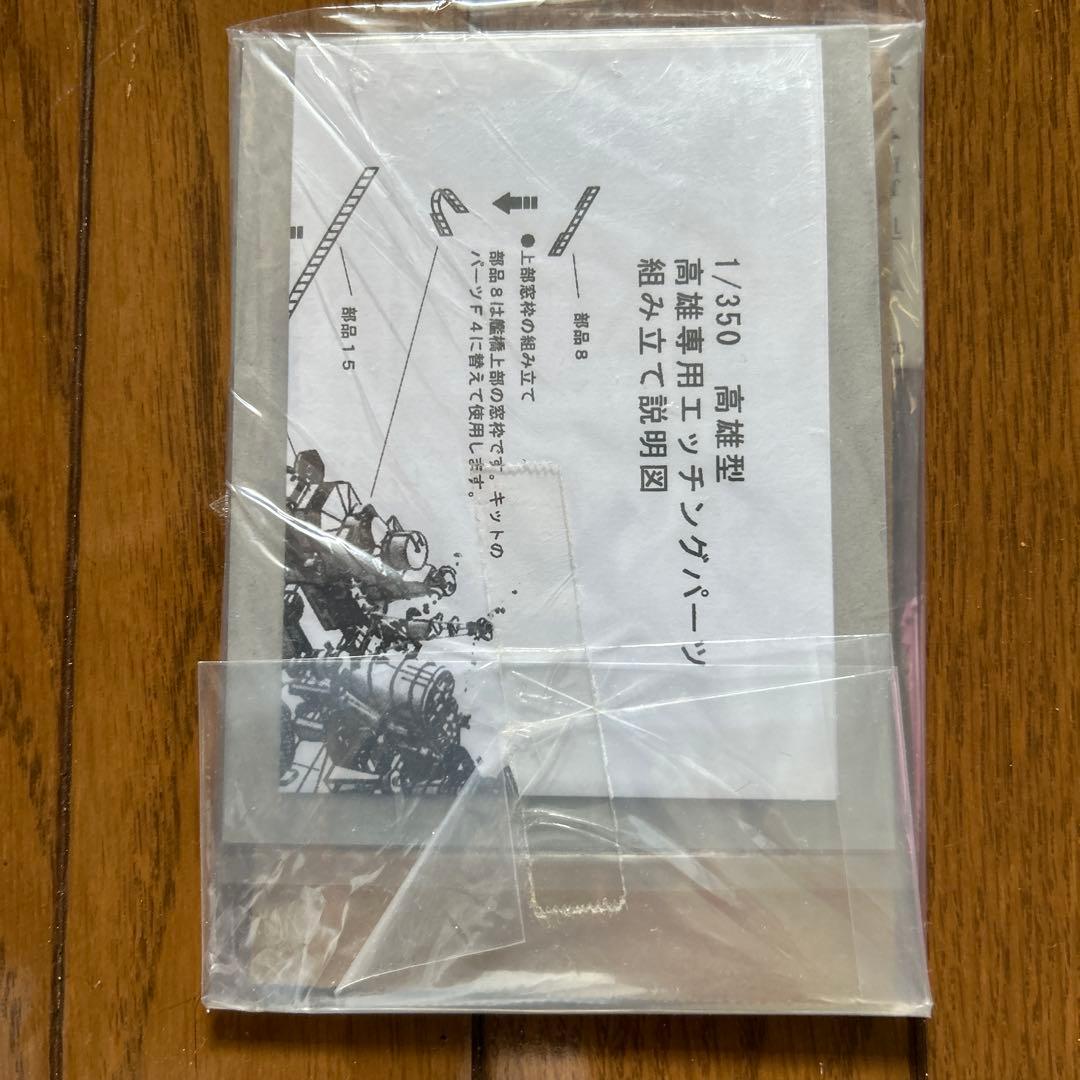 1/350 高雄型
高雄専用エッチングパーツ
組み立て説明図
部品8
●上部窓枠の組み立て
部品8は艦橋上部の窓枠です。キットの
パーツF4に替えて使用します。
部品15